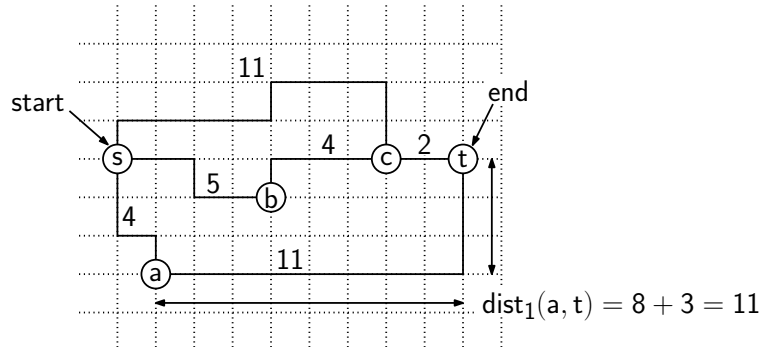 11
start
end
s
4
c
2
t
5
b
4
a
11
dist₁(a, t) = 8 + 3 = 11